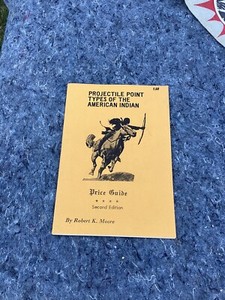 PROJECTILE POINT
TYPES OF THE
AMERICAN INDIAN
Price Guide
Second Edition
By Robert K. Moore